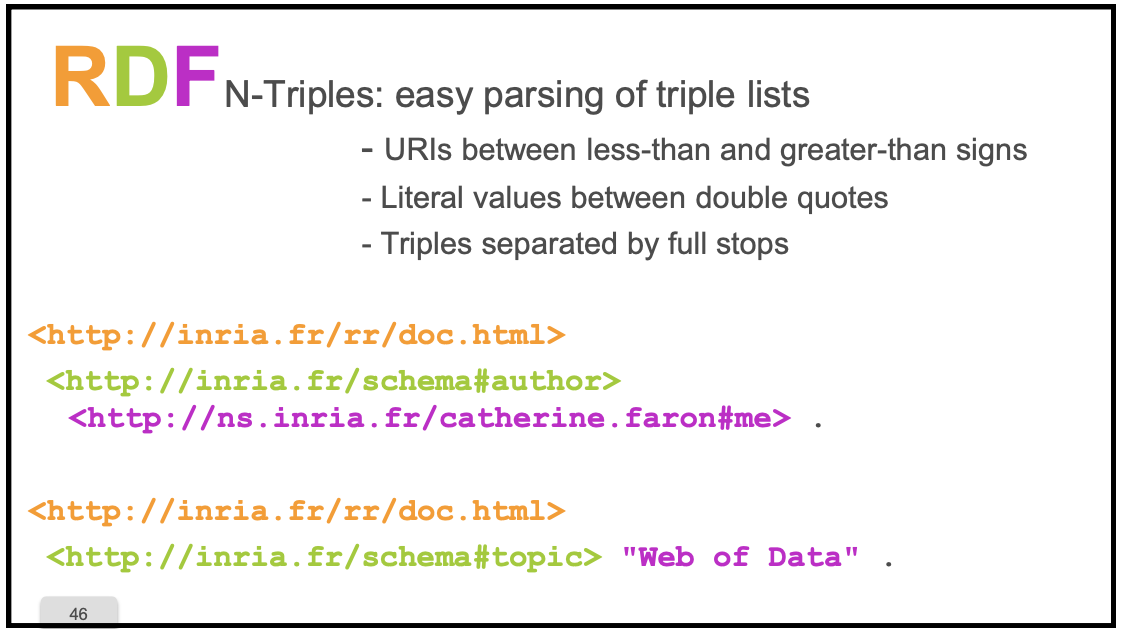 RDF N-Triples: easy parsing of triple lists
- URIs between less-than and greater-than signs
- Literal values between double quotes
- Triples separated by full stops
<http://inria.fr/rr/doc.html>
<http://inria.fr/schema#author>
<http://ns.inria.fr/catherine.faron#me> .
<http://inria.fr/rr/doc.html>
<http://inria.fr/schema#topic> "Web of Data" .
46